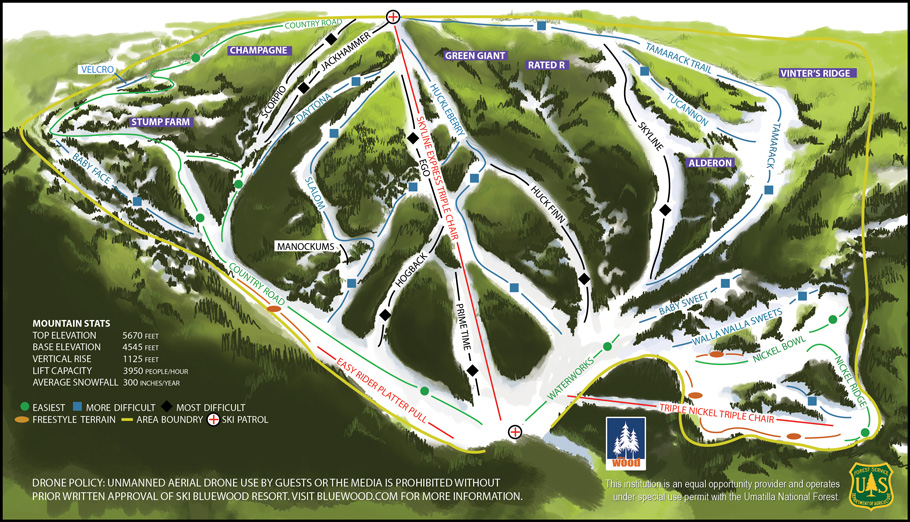 COUNTRY ROAD
CHAMPAGNE
JACKHAMMER
SCORPIO
VELCRO
STUMP FARM
DAYTONA
BABY FACE
SLALOM
MANOCKUMS
COUNTRY ROAD
HUCKLEBERRY
GREEN GIANT
RATED R
TAMARACK TRAIL
VINTER'S RIDGE
TUCANNON
TAMARACK
SKYLINE
ALDERON
SKYLINE EXPRESS TRIPLE CHAIR
EGO
HUCK FINN
HOGBACK
PRIME TIME
BABY SWEET
WALLA WALLA SWEETS
NICKEL BOWL
NICKEL RIDGE
WATERWORKS
EASY RIDER PLATTER PULL
TRIPLE NICKEL TRIPLE CHAIR
MOUNTAIN STATS
TOP ELEVATION 5670 FEET
BASE ELEVATION 4545 FEET
VERTICAL RISE 1125 FEET
LIFT CAPACITY 3950 PEOPLE/HOUR
AVERAGE SNOWFALL 300 INCHES/YEAR
EASIEST MORE DIFFICULT MOST DIFFICULT
FREESTYLE TERRAIN AREA BOUNDRY SKI PATROL
DRONE POLICY: UNMANNED AERIAL DRONE USE BY GUESTS OR THE MEDIA IS PROHIBITED WITHOUT
PRIOR WRITTEN APPROVAL OF SKI BLUEWOOD RESORT. VISIT BLUEWOOD.COM FOR MORE INFORMATION.
wood
This institution is an equal opportunity provider and operates
under special use permit with the Umatilla National Forest.
FOREST SERVICE
U S
DEPARTMENT OF AGRICULTURE